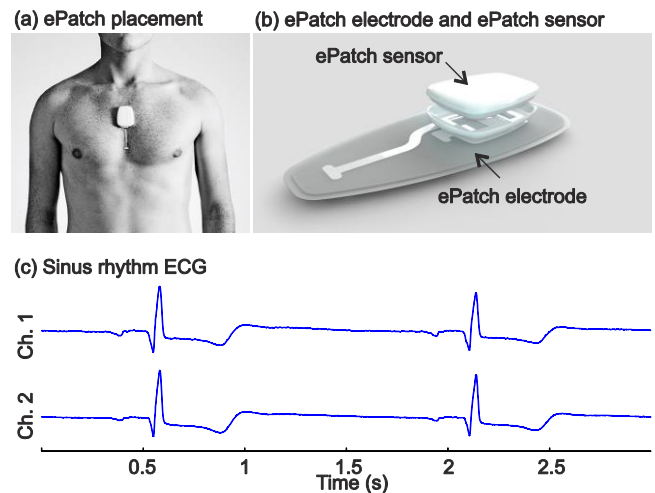 (a) ePatch placement
(b) ePatch electrode and ePatch sensor
ePatch sensor
ePatch electrode
(c) Sinus rhythm ECG
Ch. 1
Ch. 2
0.5 1 1.5 2 2.5
Time (s)